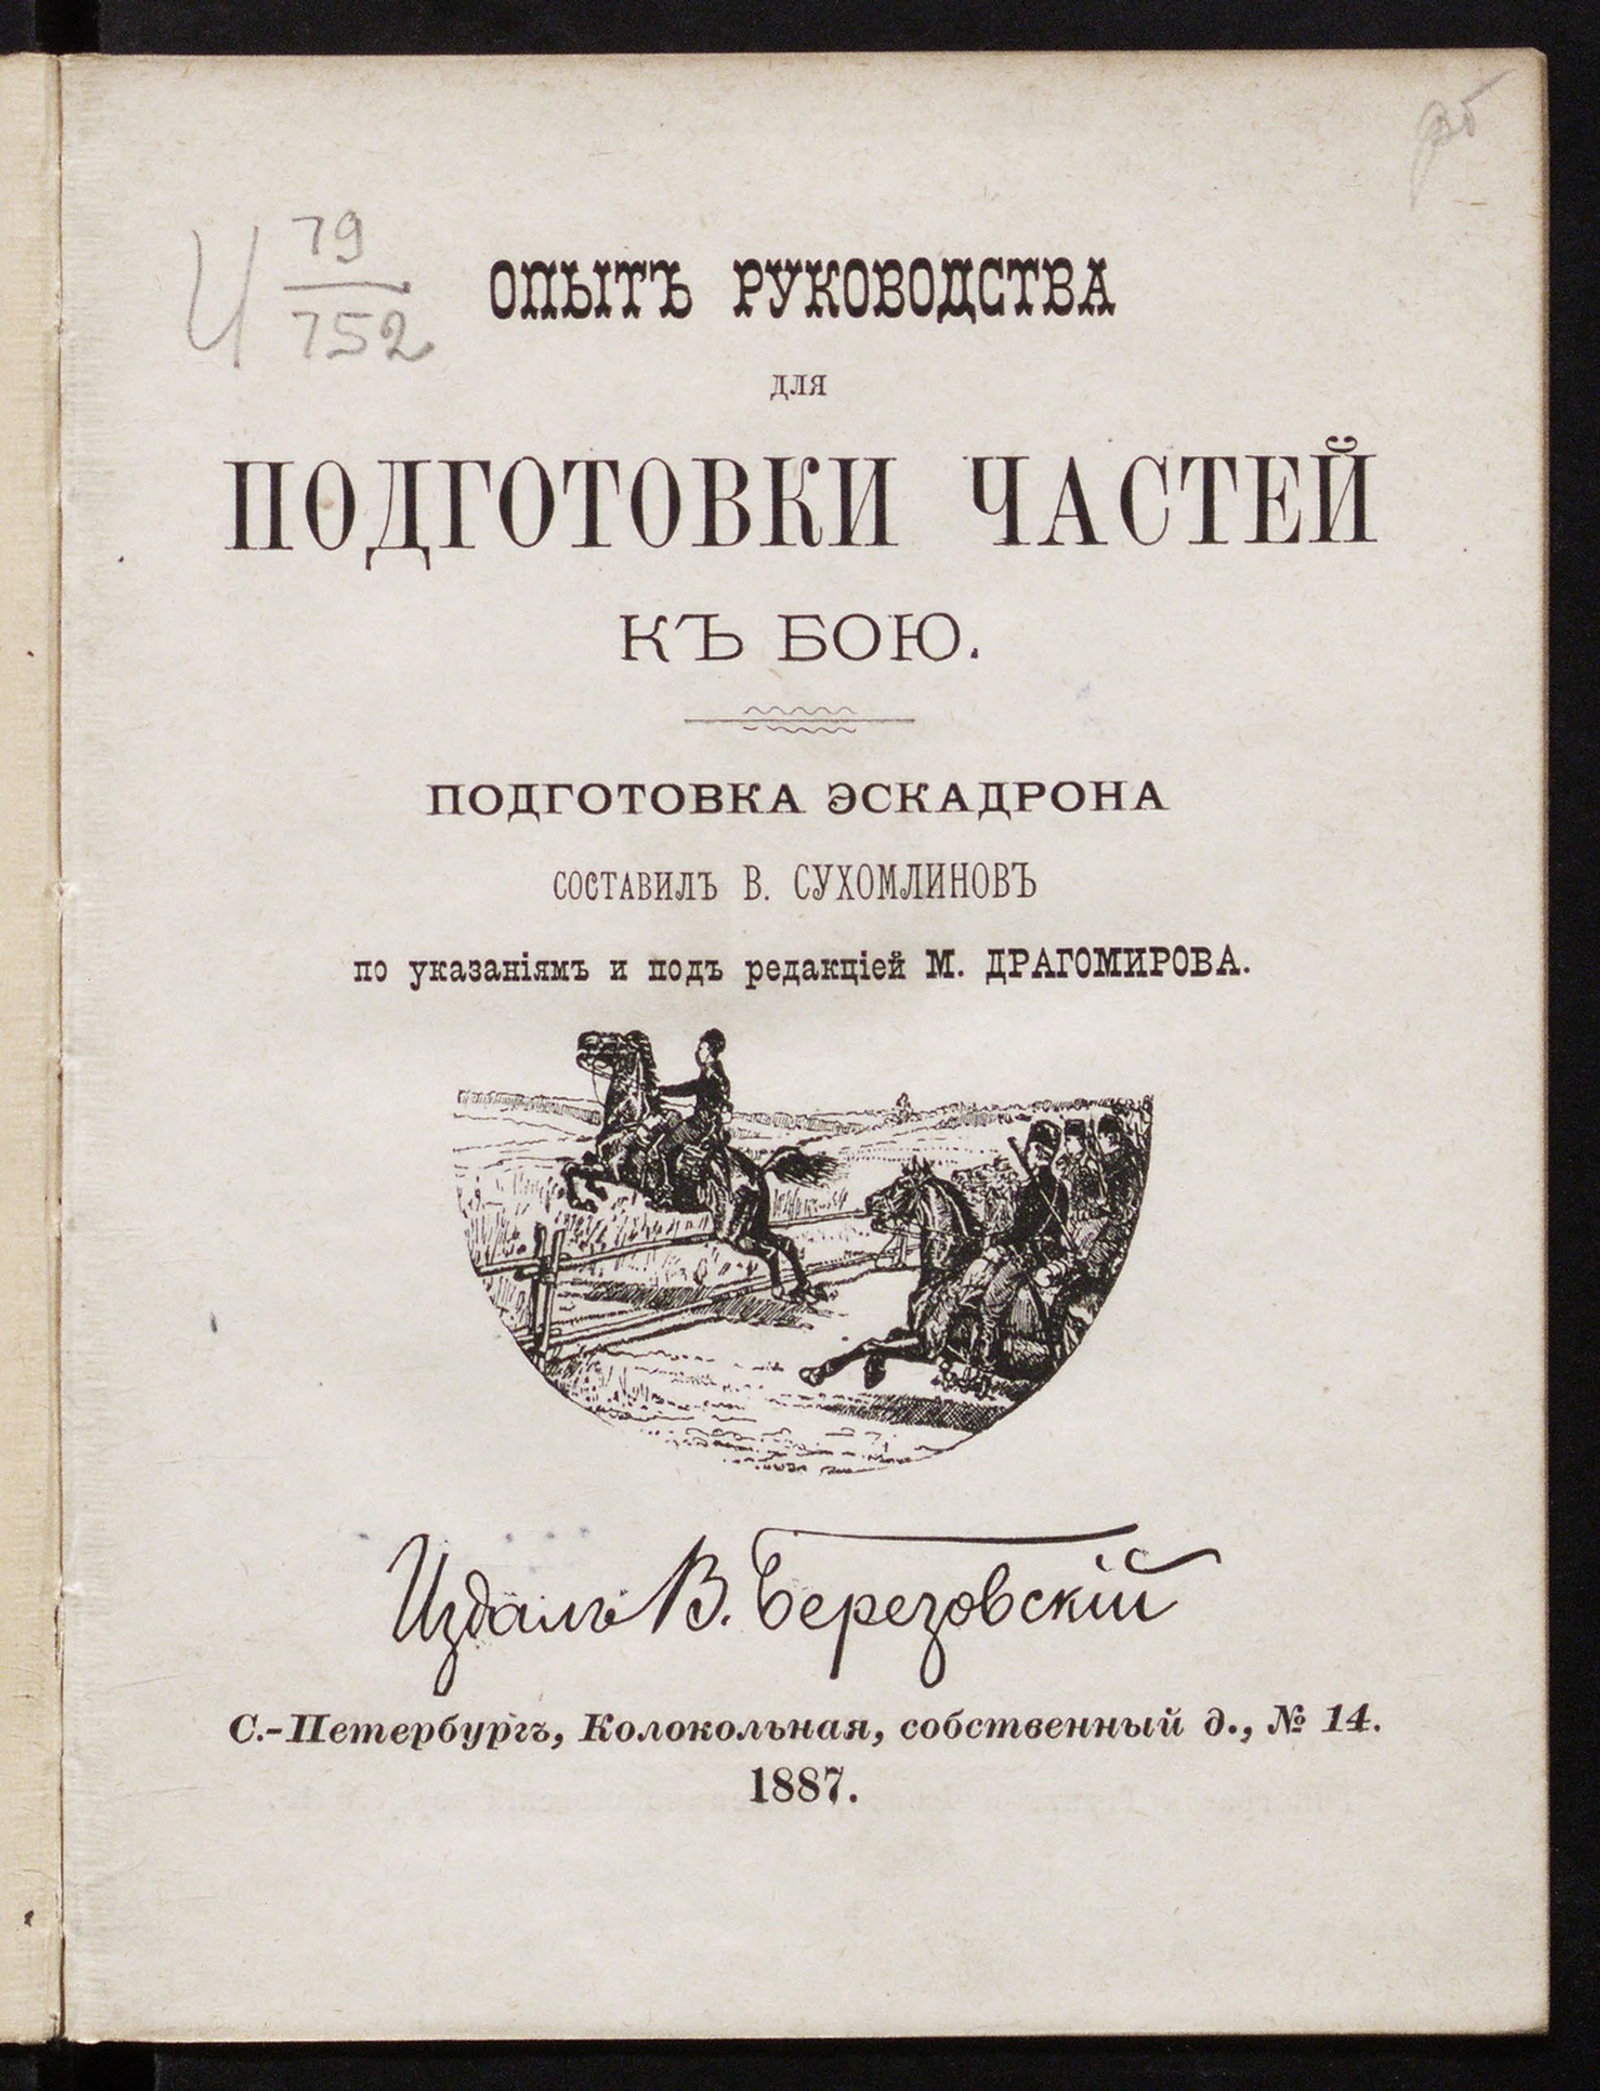 Ц 79
752
ОПЫТЪ РУКОВОДСТВА
для
ПОДГОТОВКИ ЧАСТЕЙ
КЪ БОЮ.
ПОДГОТОВКА ЭСКАДРОНА
СОСТАВИЛЪ В. СУХОМЛИНОВЪ
по указаніямъ и подъ редакціей М. ДРАГОМИРОВА.
Издалъ В. Березовскій
С.-Петербургъ, Колокольная, собственный д., № 14.
1887.